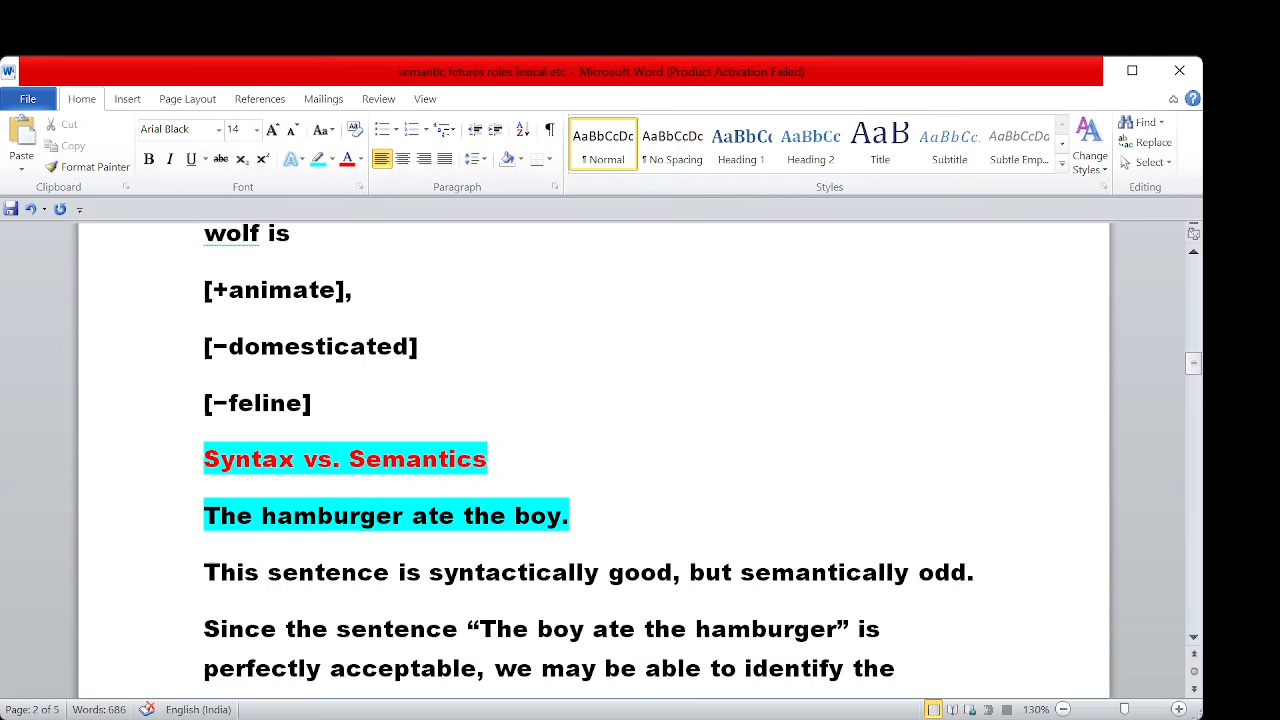 semantic fetures roles lexical etc - Microsoft Word (Product Activation Failed)
File Home Insert Page Layout References Mailings Review View
Cut
Copy
Format Painter
Paste
Arial Black 14
AaBbCcDc AaBbCcDc AaBbCc AaBbCc AaB AaBbCc. AaBbCcDc
¶ Normal ¶ No Spacing Heading 1 Heading 2 Title Subtitle Subtle Emp...
Change
Styles
Find
Replace
Select
Clipboard Font Paragraph Styles Editing
wolf is
[+animate],
[−domesticated]
[−feline]
Syntax vs. Semantics
The hamburger ate the boy.
This sentence is syntactically good, but semantically odd.
Since the sentence “The boy ate the hamburger” is
perfectly acceptable, we may be able to identify the
Page: 2 of 5 Words: 686 English (India) 130%